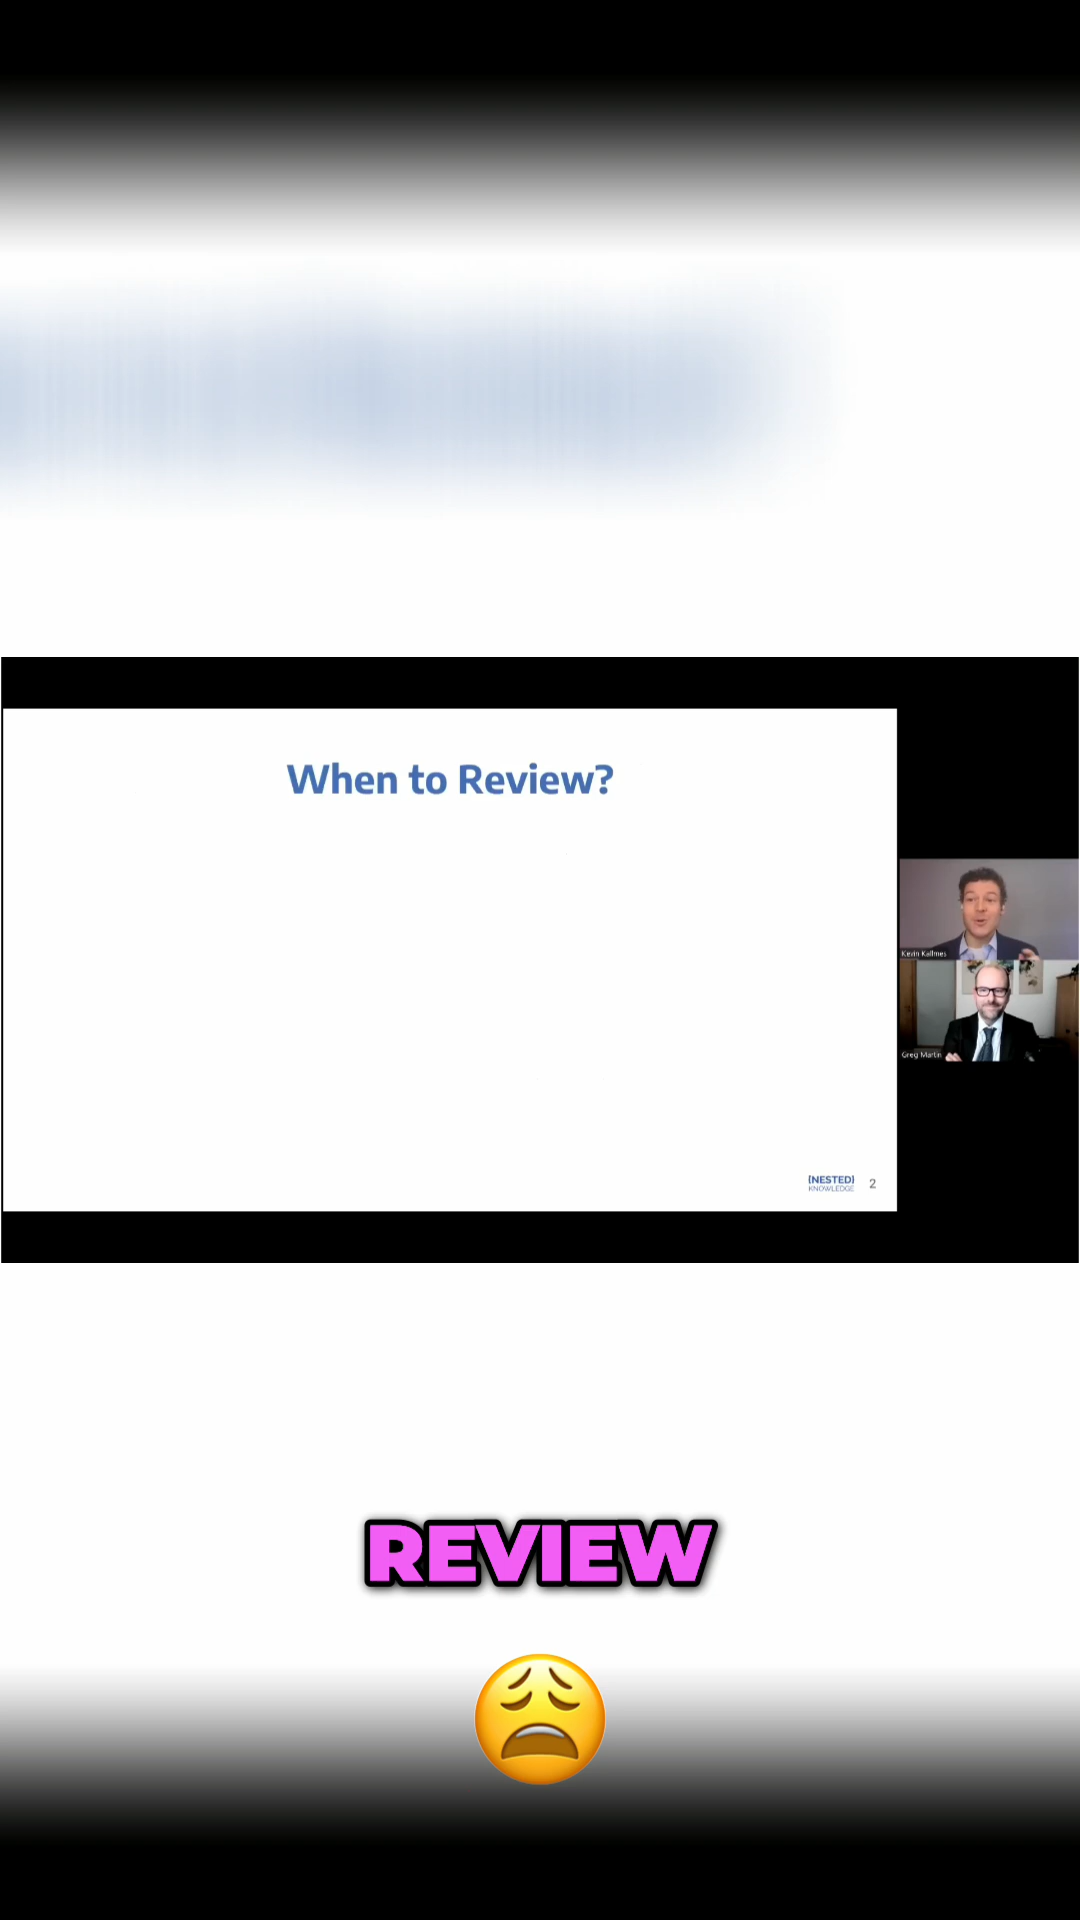 When to Review?
Kevin Kallmes
Greg Martin
[NESTED]
KNOWLEDGE
2
REVIEW